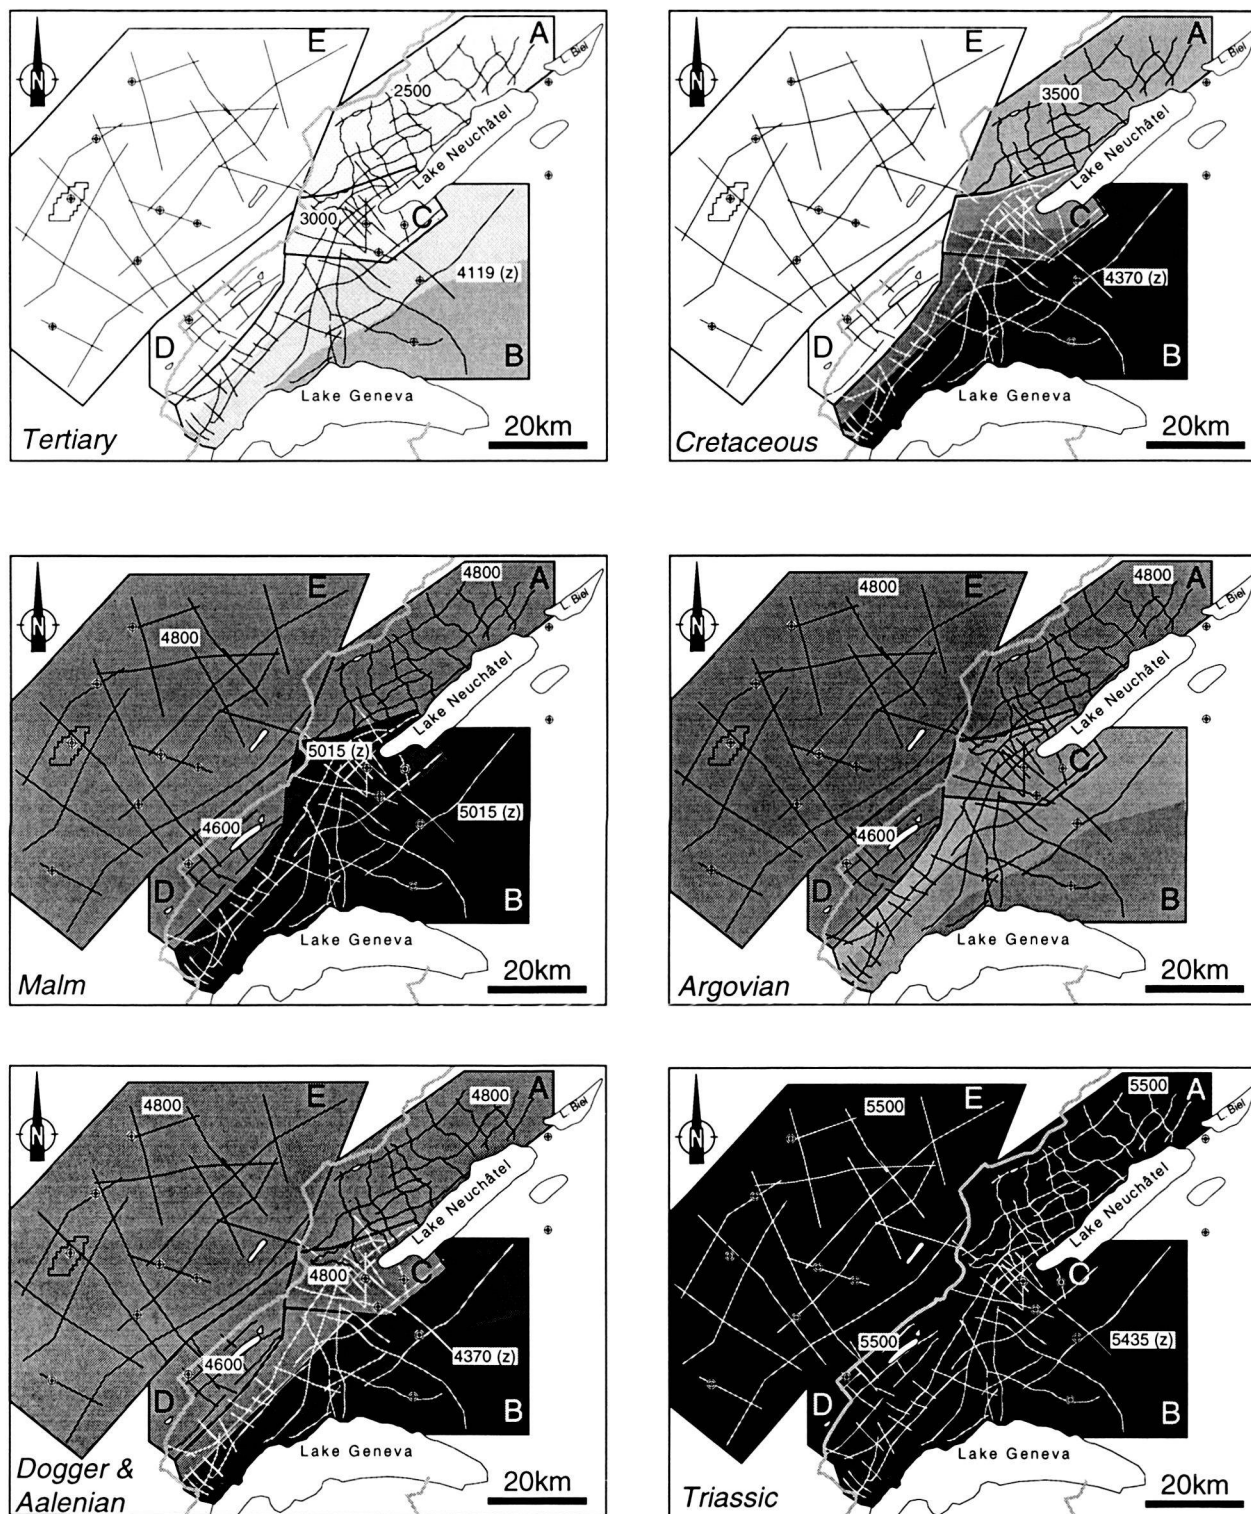 E
A
L. Biel
N
2500
Lake Neuchâtel
3000
C
4119 (z)
D
B
Lake Geneva
Tertiary
20km
E
A
L. Biel
N
3500
Lake Neuchâtel
C
4370 (z)
D
B
Lake Geneva
Cretaceous
20km
E
4800
A
L. Biel
N
4800
Lake Neuchâtel
5015 (z)
5015 (z)
4600
D
B
Lake Geneva
Malm
20km
4800
E
4800
A
L. Biel
N
Lake Neuchâtel
C
4600
D
B
Lake Geneva
Argovian
20km
4800
E
4800
A
L. Biel
N
Lake Neuchâtel
4800
C
4600
4370 (z)
D
B
Lake Geneva
Dogger &
Aalenian
20km
5500
E
5500
A
L. Biel
N
Lake Neuchâtel
C
5500
5435 (z)
D
B
Lake Geneva
Triassic
20km